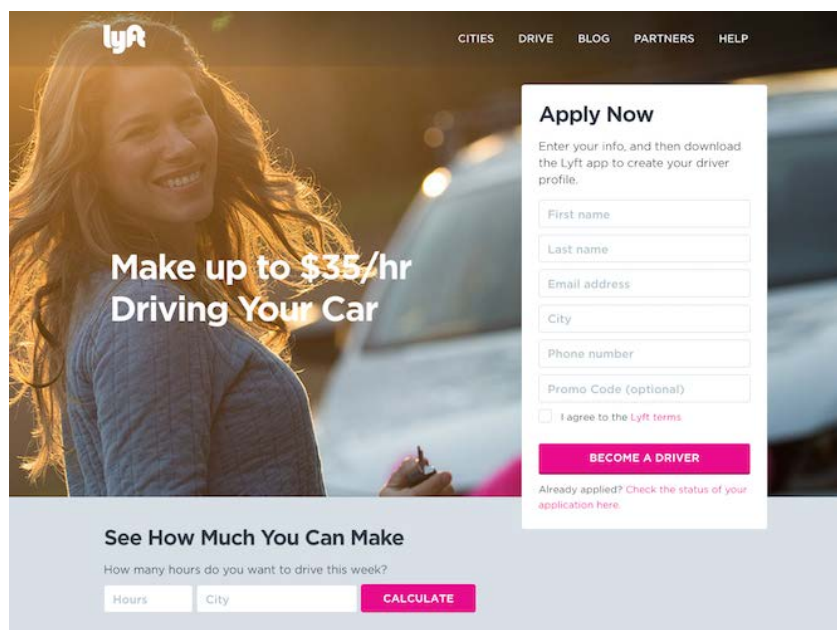 lyft
CITIES DRIVE BLOG PARTNERS HELP
Make up to $35/hr
Driving Your Car
Apply Now
Enter your info, and then download
the Lyft app to create your driver
profile.
First name
Last name
Email address
City
Phone number
Promo Code (optional)
I agree to the Lyft terms
BECOME A DRIVER
Already applied? Check the status of your
application here.
See How Much You Can Make
How many hours do you want to drive this week?
Hours City CALCULATE